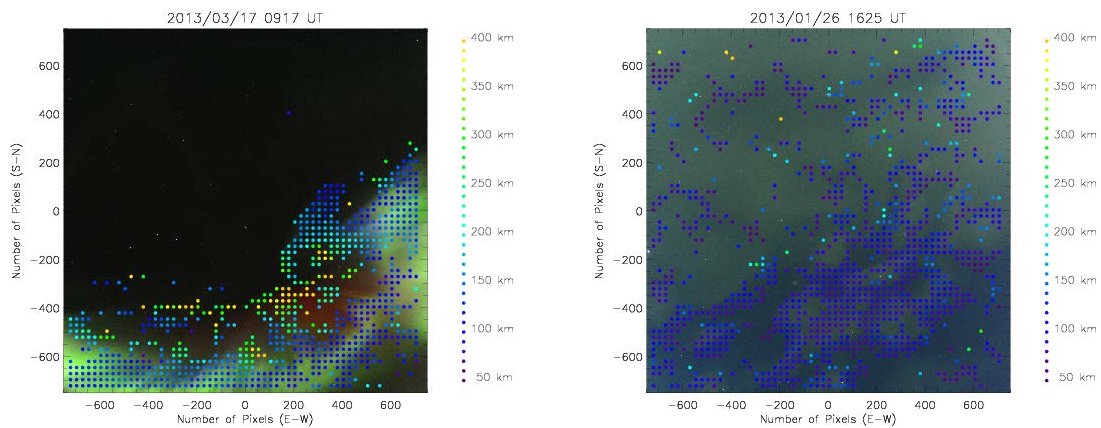 2013/03/17 0917 UT
600
400
200
0
−200
−400
−600
Number of Pixels (S−N)
−600 −400 −200 0 200 400 600
Number of Pixels (E−W)
400 km
350 km
300 km
250 km
200 km
150 km
100 km
50 km
2013/01/26 1625 UT
600
400
200
0
−200
−400
−600
Number of Pixels (S−N)
−600 −400 −200 0 200 400 600
Number of Pixels (E−W)
400 km
350 km
300 km
250 km
200 km
150 km
100 km
50 km